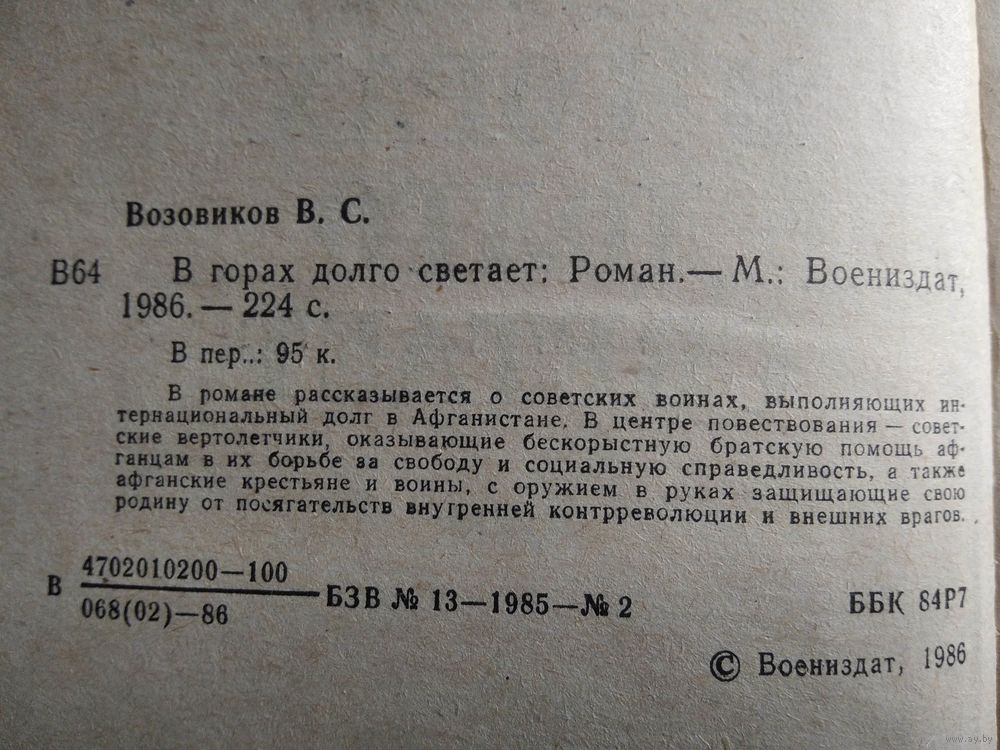 Возовиков В. С.
В64 В горах долго светает: Роман.— М.: Воениздат,
1986. — 224 с.
В пер..: 95 к.
В романе рассказывается о советских воинах, выполняющих ин-
тернациональный долг в Афганистане. В центре повествования — совет-
ские вертолетчики, оказывающие бескорыстную братскую помощь аф-
ганцам в их борьбе за свободу и социальную справедливость, а также
афганские крестьяне и воины, с оружием в руках защищающие свою
родину от посягательств внутренней контрреволюции и внешних врагов.
В 4702010200—100
068(02)—86
БЗВ № 13—1985—№ 2
ББК 84Р7
© Воениздат, 1986
www.ay.by